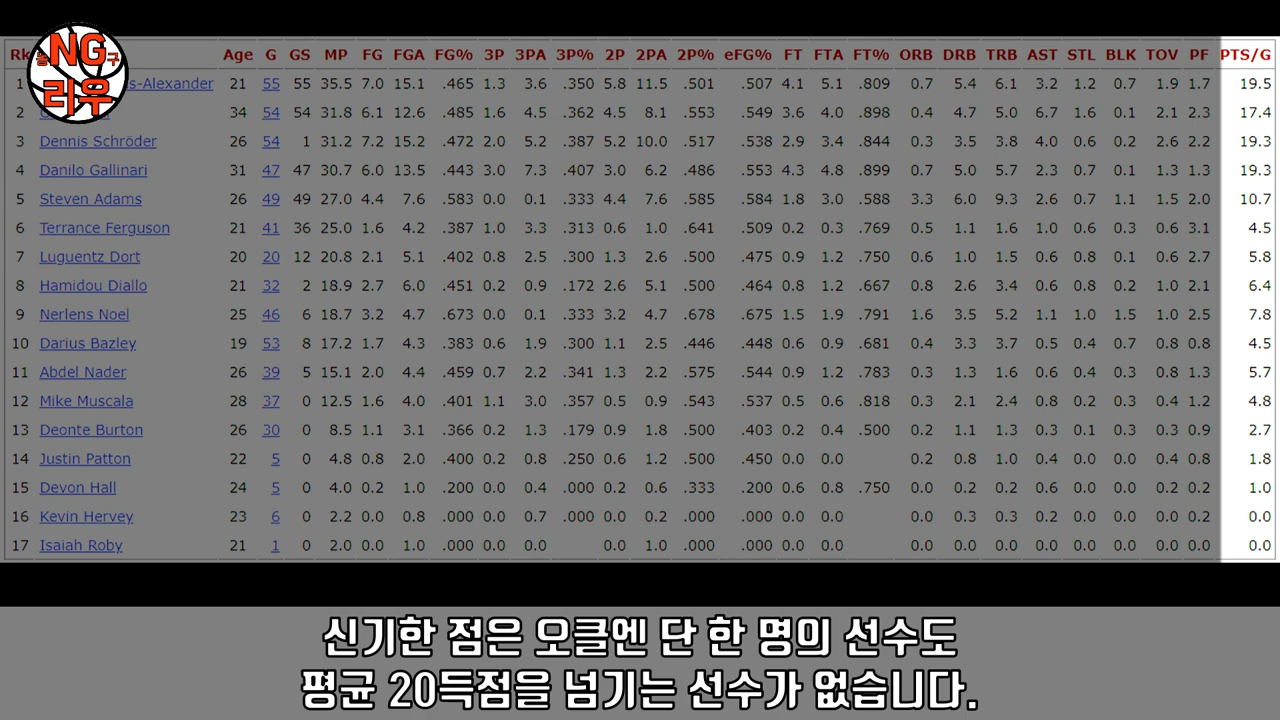 Rk Age G GS MP FG FGA FG% 3P 3PA 3P% 2P 2PA 2P% eFG% FT FTA FT% ORB DRB TRB AST STL BLK TOV PF PTS/G
NG
구
리우
1 s-Alexander 21 55 55 35.5 7.0 15.1 .465 1.3 3.6 .350 5.8 11.5 .501 .507 4.1 5.1 .809 0.7 5.4 6.1 3.2 1.2 0.7 1.9 1.7 19.5
2 34 54 54 31.8 6.1 12.6 .485 1.6 4.5 .362 4.5 8.1 .553 .549 3.6 4.0 .898 0.4 4.7 5.0 6.7 1.6 0.1 2.1 2.3 17.4
3 Dennis Schröder 26 54 1 31.2 7.2 15.2 .472 2.0 5.2 .387 5.2 10.0 .517 .538 2.9 3.4 .844 0.3 3.5 3.8 4.0 0.6 0.2 2.6 2.2 19.3
4 Danilo Gallinari 31 47 47 30.7 6.0 13.5 .443 3.0 7.3 .407 3.0 6.2 .486 .553 4.3 4.8 .899 0.7 5.0 5.7 2.3 0.7 0.1 1.3 1.3 19.3
5 Steven Adams 26 49 49 27.0 4.4 7.6 .583 0.0 0.1 .333 4.4 7.6 .585 .584 1.8 3.0 .588 3.3 6.0 9.3 2.6 0.7 1.1 1.5 2.0 10.7
6 Terrance Ferguson 21 41 36 25.0 1.6 4.2 .387 1.0 3.3 .313 0.6 1.0 .641 .509 0.2 0.3 .769 0.5 1.1 1.6 1.0 0.6 0.3 0.6 3.1 4.5
7 Luguentz Dort 20 20 12 20.8 2.1 5.1 .402 0.8 2.5 .300 1.3 2.6 .500 .475 0.9 1.2 .750 0.6 1.0 1.5 0.6 0.8 0.1 0.6 2.7 5.8
8 Hamidou Diallo 21 32 2 18.9 2.7 6.0 .451 0.2 0.9 .172 2.6 5.1 .500 .464 0.8 1.2 .667 0.8 2.6 3.4 0.6 0.8 0.2 1.0 2.1 6.4
9 Nerlens Noel 25 46 6 18.7 3.2 4.7 .673 0.0 0.1 .333 3.2 4.7 .678 .675 1.5 1.9 .791 1.6 3.5 5.2 1.1 1.0 1.5 1.0 2.5 7.8
10 Darius Bazley 19 53 8 17.2 1.7 4.3 .383 0.6 1.9 .300 1.1 2.5 .446 .448 0.6 0.9 .681 0.4 3.3 3.7 0.5 0.4 0.7 0.8 0.8 4.5
11 Abdel Nader 26 39 5 15.1 2.0 4.4 .459 0.7 2.2 .341 1.3 2.2 .575 .544 0.9 1.2 .783 0.3 1.3 1.6 0.6 0.4 0.3 0.8 1.3 5.7
12 Mike Muscala 28 37 0 12.5 1.6 4.0 .401 1.1 3.0 .357 0.5 0.9 .543 .537 0.5 0.6 .818 0.3 2.1 2.4 0.8 0.2 0.3 0.4 1.2 4.8
13 Deonte Burton 26 30 0 8.5 1.1 3.1 .366 0.2 1.3 .179 0.9 1.8 .500 .403 0.2 0.4 .500 0.2 1.1 1.3 0.3 0.1 0.3 0.3 0.9 2.7
14 Justin Patton 22 5 0 4.8 0.8 2.0 .400 0.2 0.8 .250 0.6 1.2 .500 .450 0.0 0.0 0.2 0.8 1.0 0.4 0.0 0.0 0.4 0.8 1.8
15 Devon Hall 24 5 0 4.0 0.2 1.0 .200 0.0 0.4 .000 0.2 0.6 .333 .200 0.6 0.8 .750 0.0 0.2 0.2 0.6 0.0 0.0 0.2 0.2 1.0
16 Kevin Hervey 23 6 0 2.2 0.0 0.8 .000 0.0 0.7 .000 0.0 0.2 .000 .000 0.0 0.0 0.0 0.3 0.3 0.2 0.0 0.0 0.0 0.2 0.0
17 Isaiah Roby 21 1 0 2.0 0.0 1.0 .000 0.0 0.0 0.0 1.0 .000 .000 0.0 0.0 0.0 0.0 0.0 0.0 0.0 0.0 0.0 0.0 0.0
신기한 점은 오클엔 단 한 명의 선수도
평균 20득점을 넘기는 선수가 없습니다.